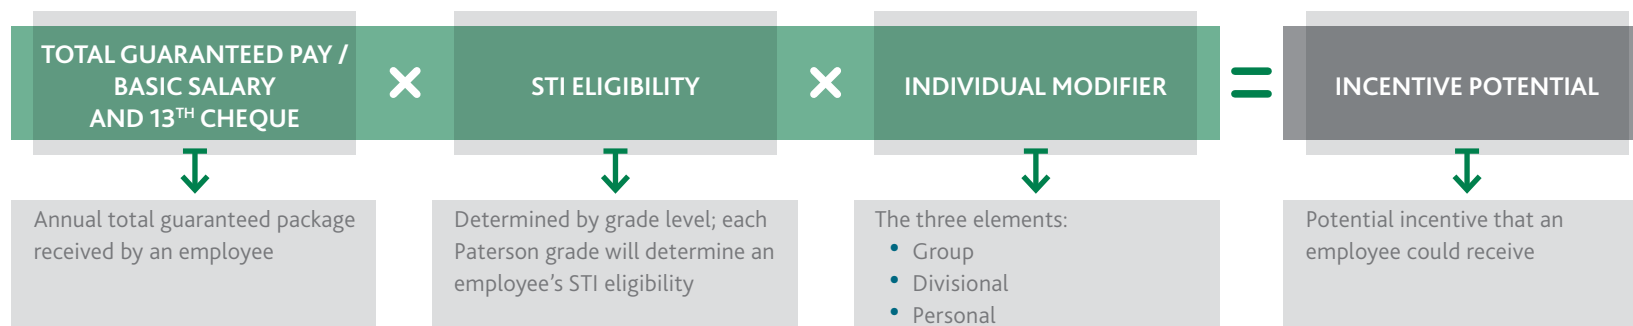 TOTAL GUARANTEED PAY /
BASIC SALARY
AND 13TH CHEQUE
×
STI ELIGIBILITY
×
INDIVIDUAL MODIFIER
=
INCENTIVE POTENTIAL
Annual total guaranteed package
received by an employee
Determined by grade level; each
Paterson grade will determine an
employee’s STI eligibility
The three elements:
• Group
• Divisional
• Personal
Potential incentive that an
employee could receive